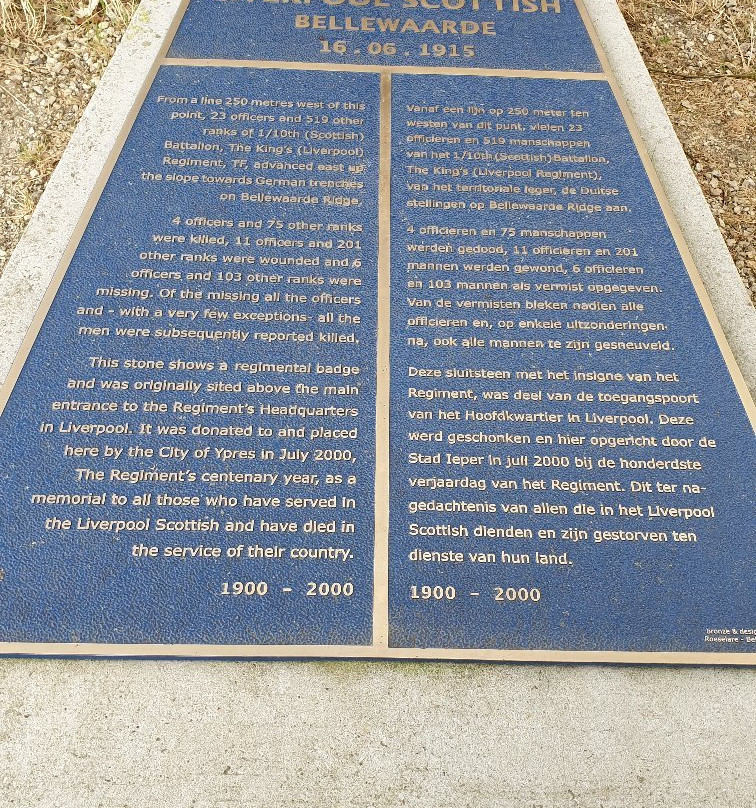 LIVERPOOL SCOTTISH
BELLEWAARDE
16 . 06 . 1915
From a line 250 metres west of this
point, 23 officers and 519 other
ranks of 1/10th (Scottish)
Battalion, The King's (Liverpool)
Regiment, TF, advanced east up
the slope towards German trenches
on Bellewaarde Ridge.
4 officers and 75 other ranks
were killed, 11 officers and 201
other ranks were wounded and 6
officers and 103 other ranks were
missing. Of the missing all the officers
and - with a very few exceptions- all the
men were subsequently reported killed.
This stone shows a regimental badge
and was originally sited above the main
entrance to the Regiment's Headquarters
in Liverpool. It was donated to and placed
here by the City of Ypres in July 2000,
The Regiment's centenary year, as a
memorial to all those who have served in
the Liverpool Scottish and have died in
the service of their country.
1900 – 2000
Vanaf een lijn op 250 meter ten
westen van dit punt, vielen 23
officieren en 519 manschappen
van het 1/10th(Scottish)Battalion,
The King's (Liverpool Regiment),
van het territoriale leger, de Duitse
stellingen op Bellewaarde Ridge aan.
4 officieren en 75 manschappen
werden gedood, 11 officieren en 201
mannen werden gewond, 6 officieren
en 103 mannen als vermist opgegeven.
Van de vermisten bleken nadien alle
officieren en, op enkele uitzonderingen-
na, ook alle mannen te zijn gesneuveld.
Deze sluitsteen met het insigne van het
Regiment, was deel van de toegangspoort
van het Hoofdkwartier in Liverpool. Deze
werd geschonken en hier opgericht door de
Stad Ieper in juli 2000 bij de honderdste
verjaardag van het Regiment. Dit ter na-
gedachtenis van allen die in het Liverpool
Scottish dienden en zijn gestorven ten
dienste van hun land.
1900 – 2000
bronze & desig
Roeselare - Be